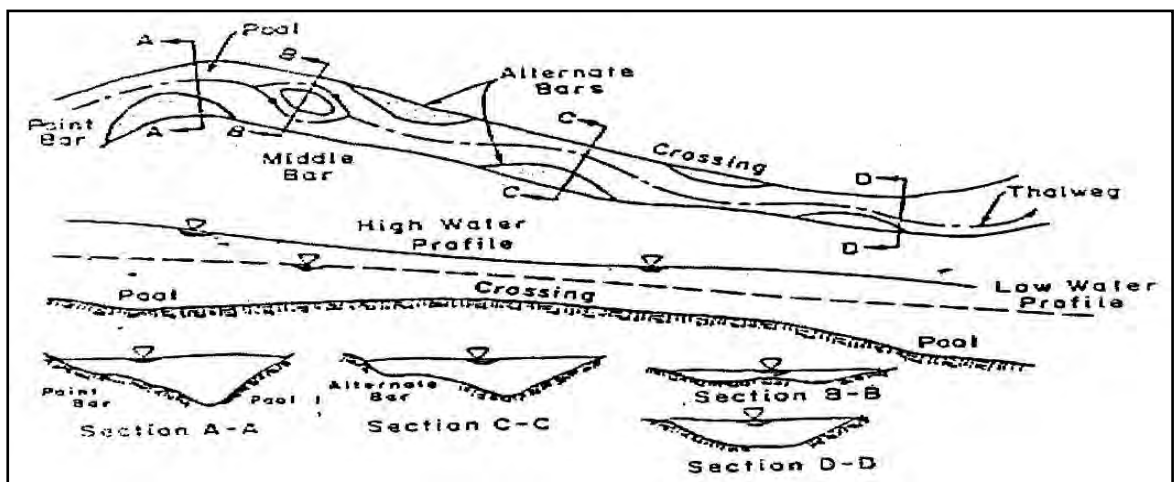 A
Pool
B
Alternate
Bars
Point
Bar
A
B
Middle
Bar
C
C
Crossing
D
D
Thalweg
High Water
Profile
Low Water
Profile
Pool
Crossing
Pool
Point
Bar
Pool
Section A-A
Alternate
Bar
Section C-C
Section B-B
Section D-D